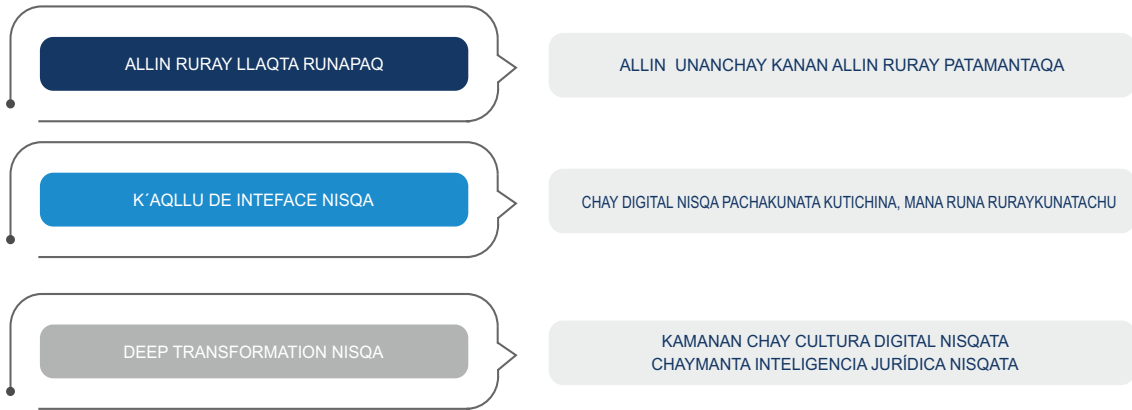 ALLIN RURAY LLAQTA RUNAPAQ
ALLIN UNANCHAY KANAN ALLIN RURAY PATAMANTAQA
K´AQLLU DE INTEFACE NISQA
CHAY DIGITAL NISQA PACHAKUNATA KUTICHINA, MANA RUNA RURAYKUNATACHU
DEEP TRANSFORMATION NISQA
KAMANAN CHAY CULTURA DIGITAL NISQATA
CHAYMANTA INTELIGENCIA JURÍDICA NISQATA